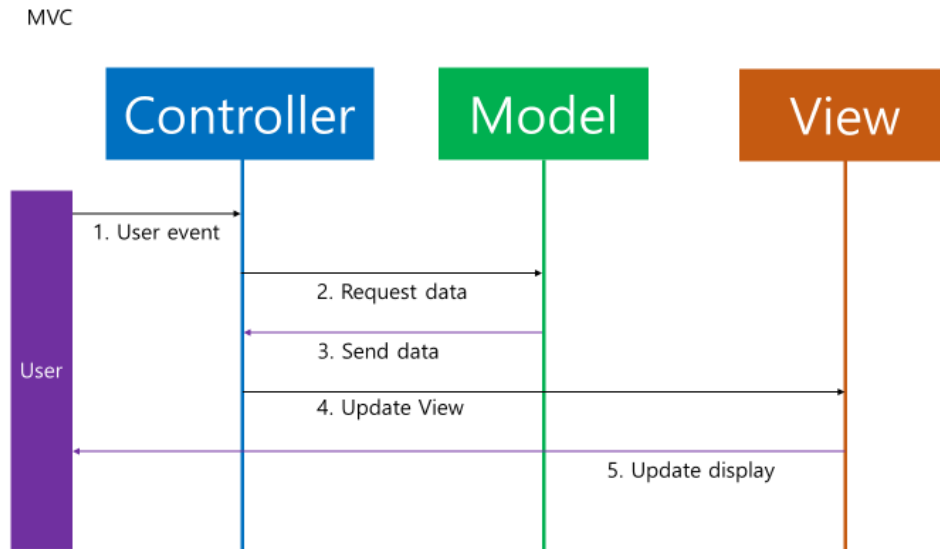 MVC
Controller
Model
View
1. User event
2. Request data
3. Send data
User
4. Update View
5. Update display